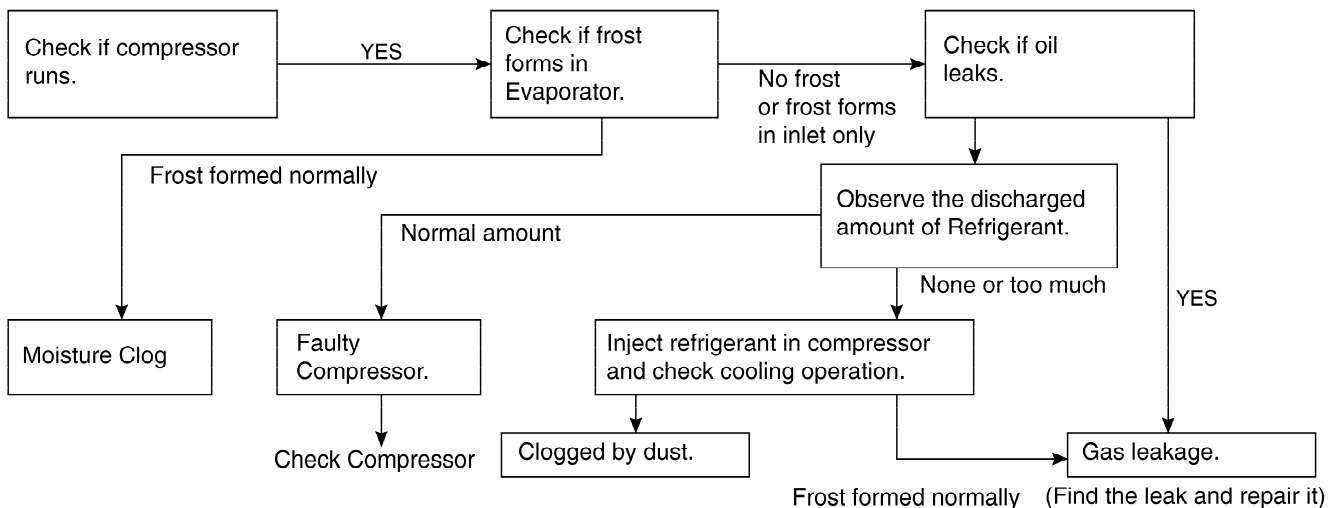 Check if compressor
runs.
YES
Check if frost
forms in
Evaporator.
No frost
or frost forms
in inlet only
Check if oil
leaks.
Frost formed normally
Observe the discharged
amount of Refrigerant.
Normal amount
None or too much
YES
Moisture Clog
Faulty
Compressor.
Inject refrigerant in compressor
and check cooling operation.
Check Compressor
Clogged by dust.
Gas leakage.
Frost formed normally
(Find the leak and repair it)